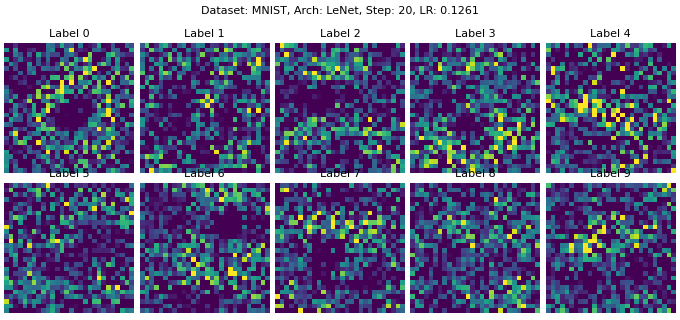 Dataset: MNIST, Arch: LeNet, Step: 20, LR: 0.1261
Label 0 Label 1 Label 2 Label 3 Label 4
Label 5 Label 6 Label 7 Label 8 Label 9